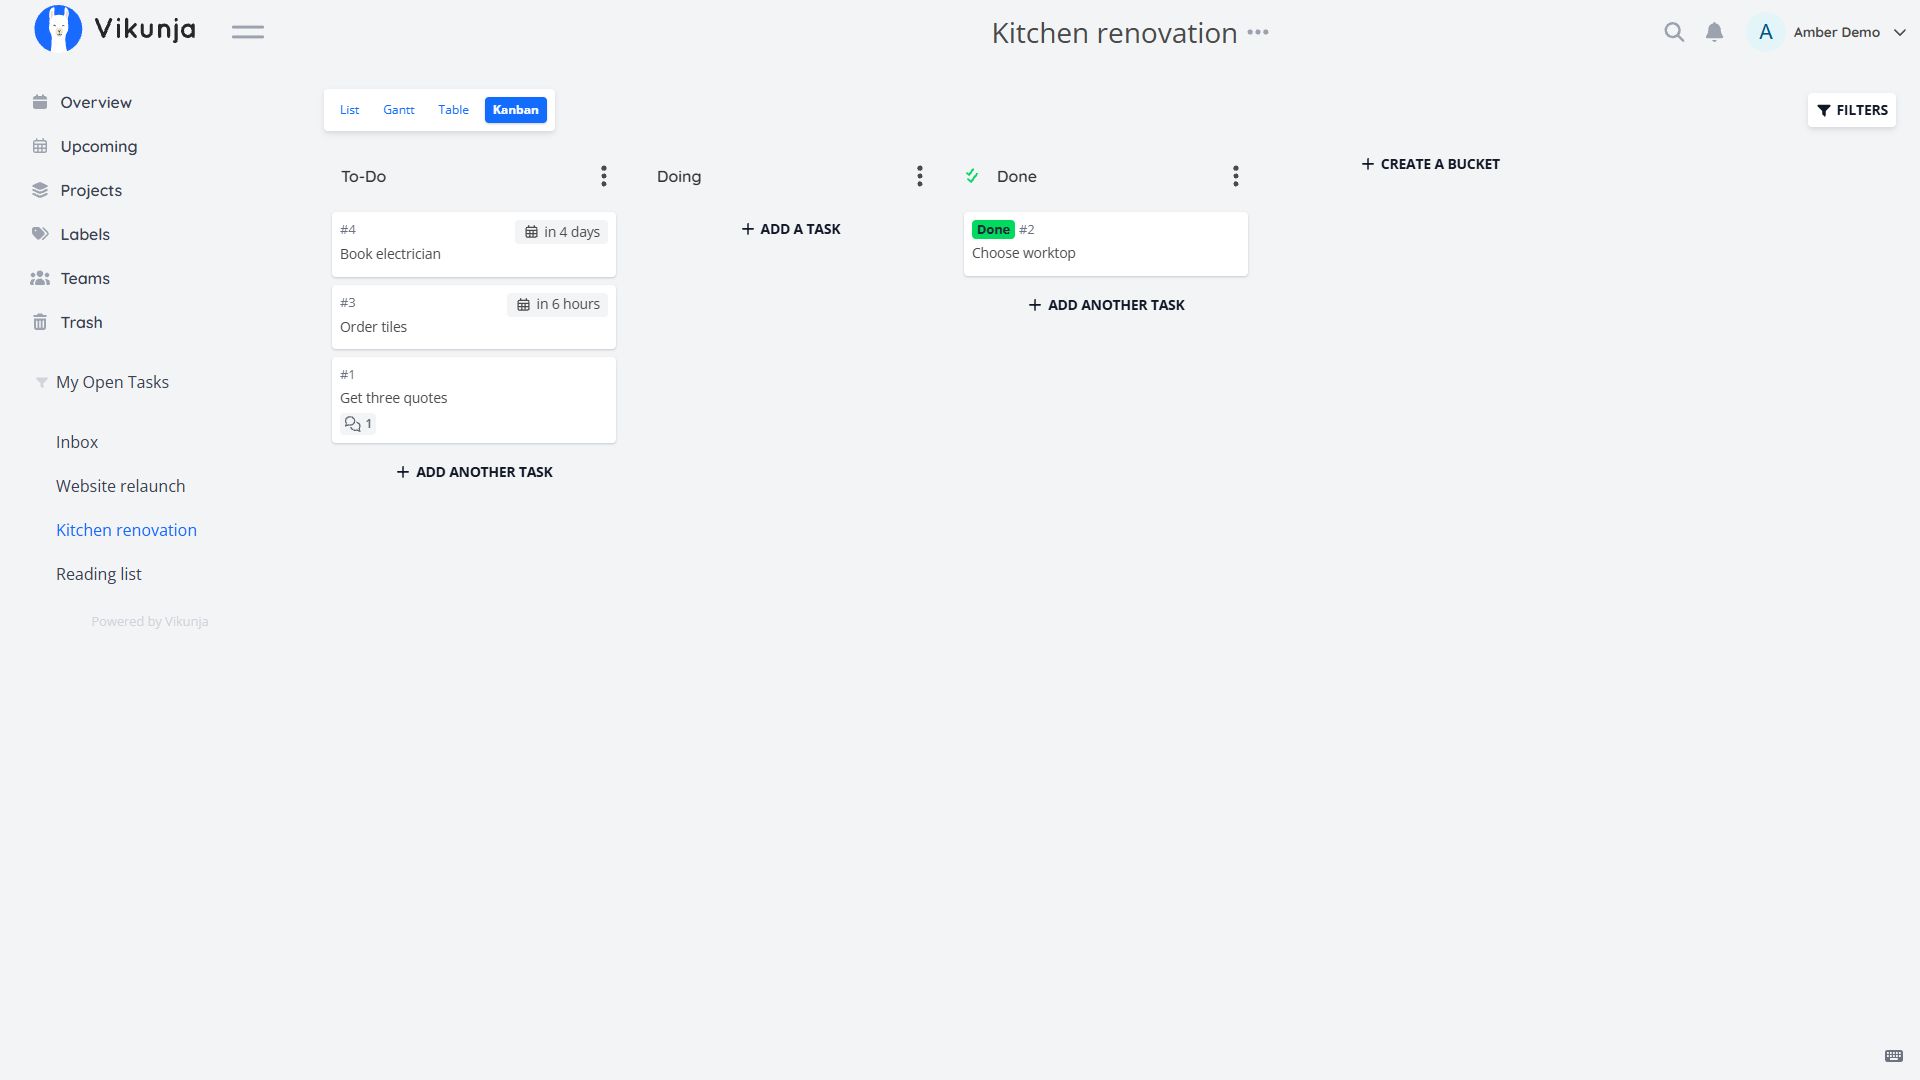 Vikunja
Kitchen renovation
A
Amber Demo
Overview
Upcoming
Projects
Labels
Teams
Trash
My Open Tasks
Inbox
Website relaunch
Kitchen renovation
Reading list
Powered by Vikunja
List Gantt Table Kanban
FILTERS
To-Do
#4
in 4 days
Book electrician
#3
in 6 hours
Order tiles
#1
Get three quotes
1
ADD ANOTHER TASK
Doing
ADD A TASK
Done
Done #2
Choose worktop
ADD ANOTHER TASK
CREATE A BUCKET